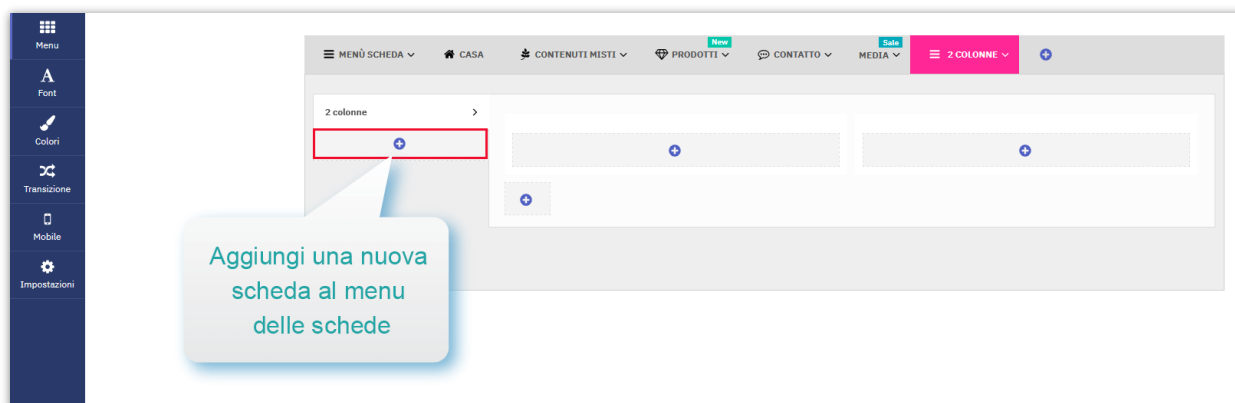 Menu
Font
Colori
Transizione
Mobile
Impostazioni
New
Sale
MENÙ SCHEDA CASA CONTENUTI MISTI PRODOTTI CONTATTO MEDIA 2 COLONNE
2 colonne
Aggiungi una nuova
scheda al menu
delle schede